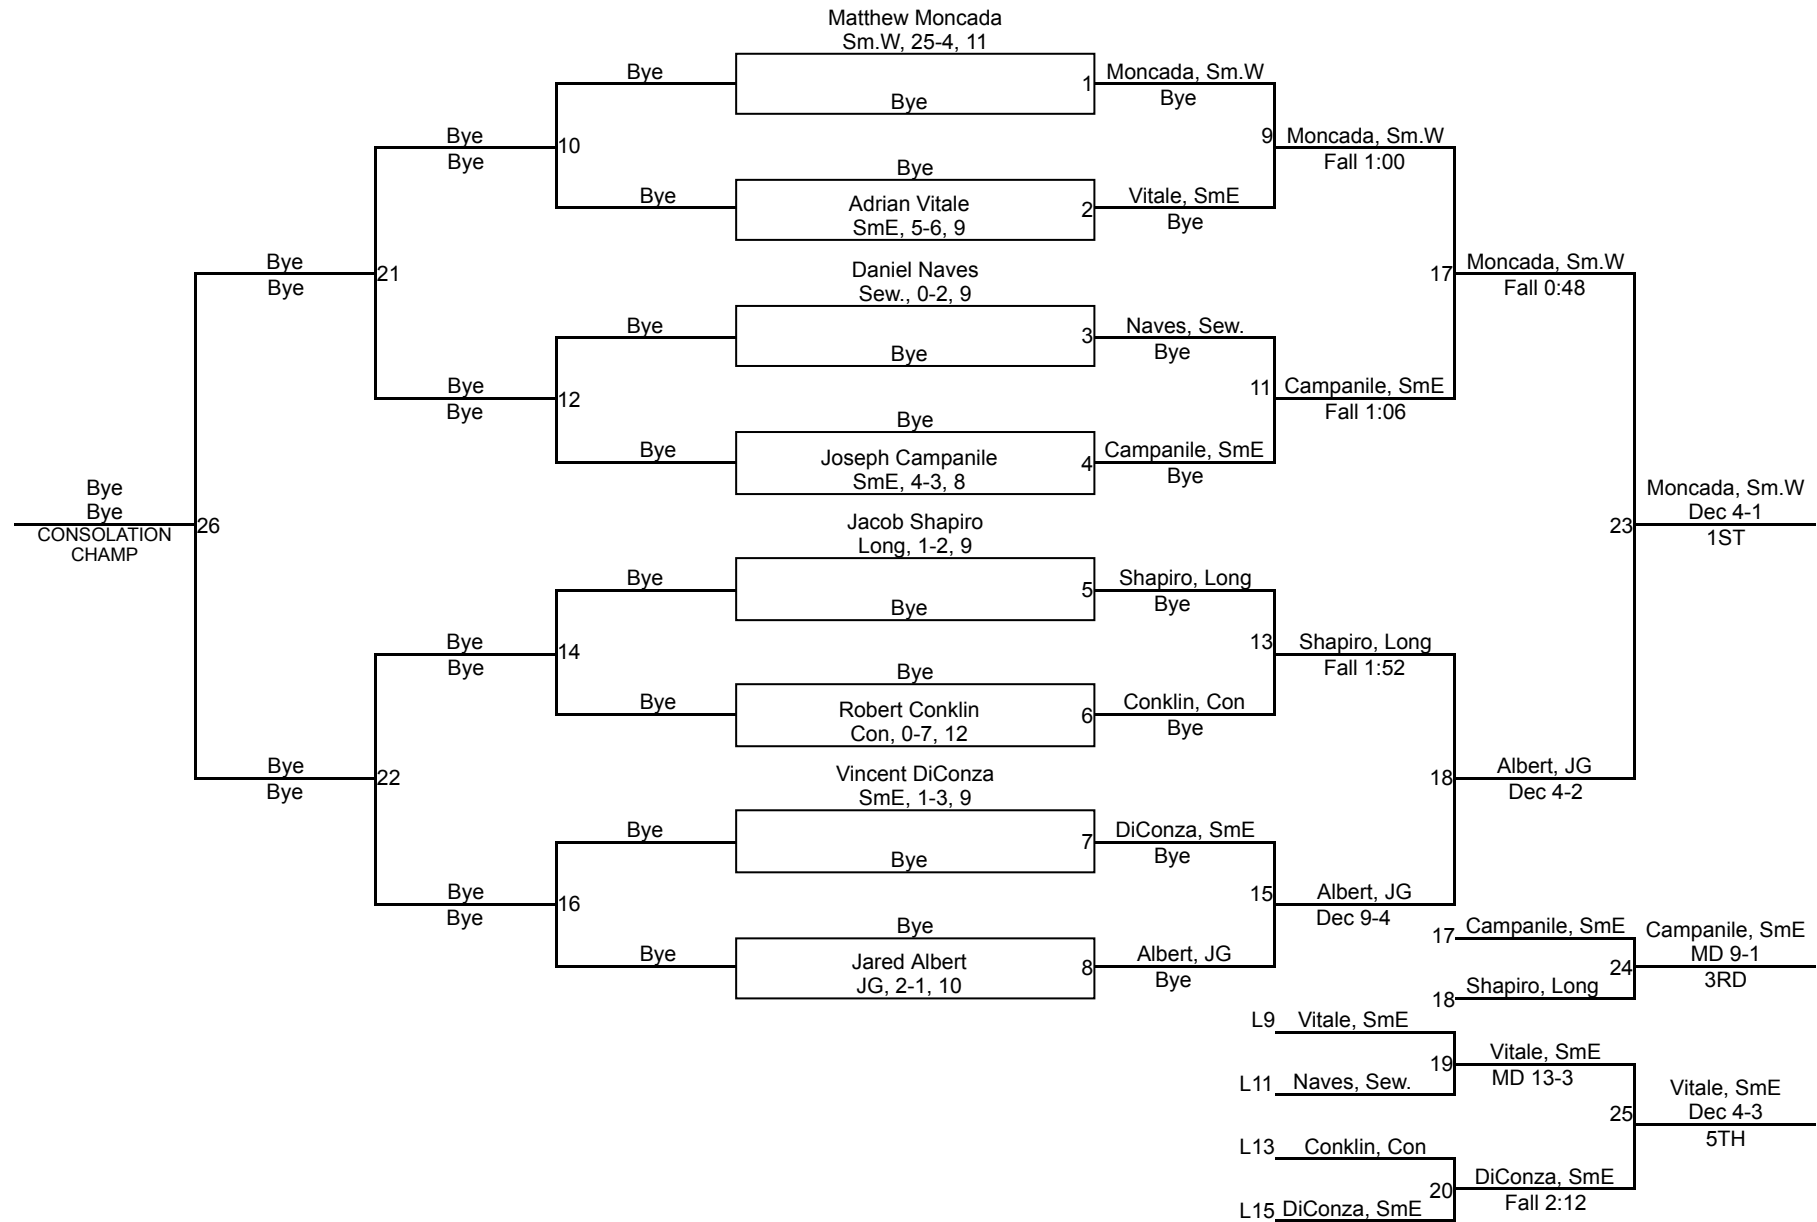 Matthew Moncada
Sm.W, 25-4, 11
Bye
1
Moncada, Sm.W
Bye
Bye
Bye
10
Bye
9
Moncada, Sm.W
Bye
Fall 1:00
Bye
Bye
Adrian Vitale
SmE, 5-6, 9
2
Vitale, SmE
Bye
Bye
Bye
21
Daniel Naves
Sew., 0-2, 9
17
Moncada, Sm.W
Fall 0:48
Bye
3
Naves, Sew.
Bye
Bye
Bye
Bye
12
11
Campanile, SmE
Fall 1:06
Bye
Bye
Joseph Campanile
SmE, 4-3, 8
4
Campanile, SmE
Bye
Bye
Bye
CONSOLATION
CHAMP
26
23
Moncada, Sm.W
Dec 4-1
1ST
Jacob Shapiro
Long, 1-2, 9
Bye
5
Shapiro, Long
Bye
Bye
Bye
Bye
14
13
Shapiro, Long
Fall 1:52
Bye
Bye
Robert Conklin
Con, 0-7, 12
6
Conklin, Con
Bye
Bye
Bye
22
Vincent DiConza
SmE, 1-3, 9
18
Albert, JG
Dec 4-2
Bye
7
DiConza, SmE
Bye
Bye
Bye
Bye
16
15
Albert, JG
Dec 9-4
Bye
Bye
Jared Albert
JG, 2-1, 10
8
Albert, JG
Bye
17
Campanile, SmE
24
Campanile, SmE
MD 9-1
3RD
18
Shapiro, Long
L9
Vitale, SmE
19
Vitale, SmE
MD 13-3
L11
Naves, Sew.
25
Vitale, SmE
Dec 4-3
5TH
L13
Conklin, Con
20
DiConza, SmE
Fall 2:12
L15
DiConza, SmE